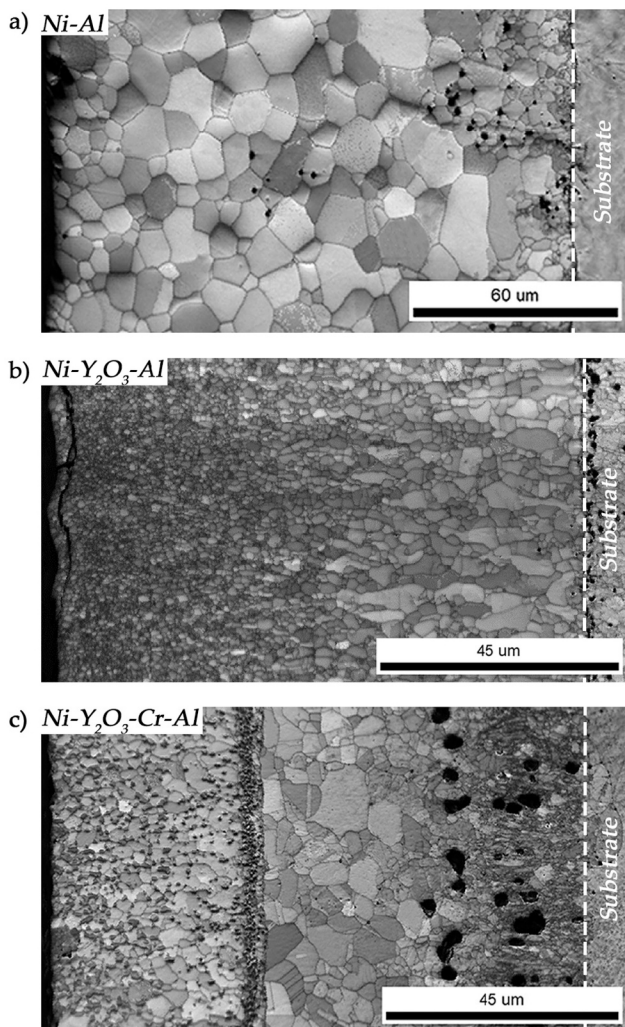 a) Ni-Al
Substrate
60 um
b) Ni-Y₂O₃-Al
Substrate
45 um
c) Ni-Y₂O₃-Cr-Al
Substrate
45 um